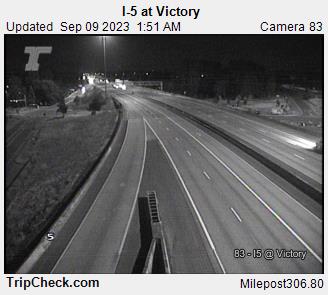 I-5 at Victory
Updated Sep 09 2023 1:51 AM Camera 83
T
5
83 - I5 @ Victory
TripCheck.com Milepost306.80